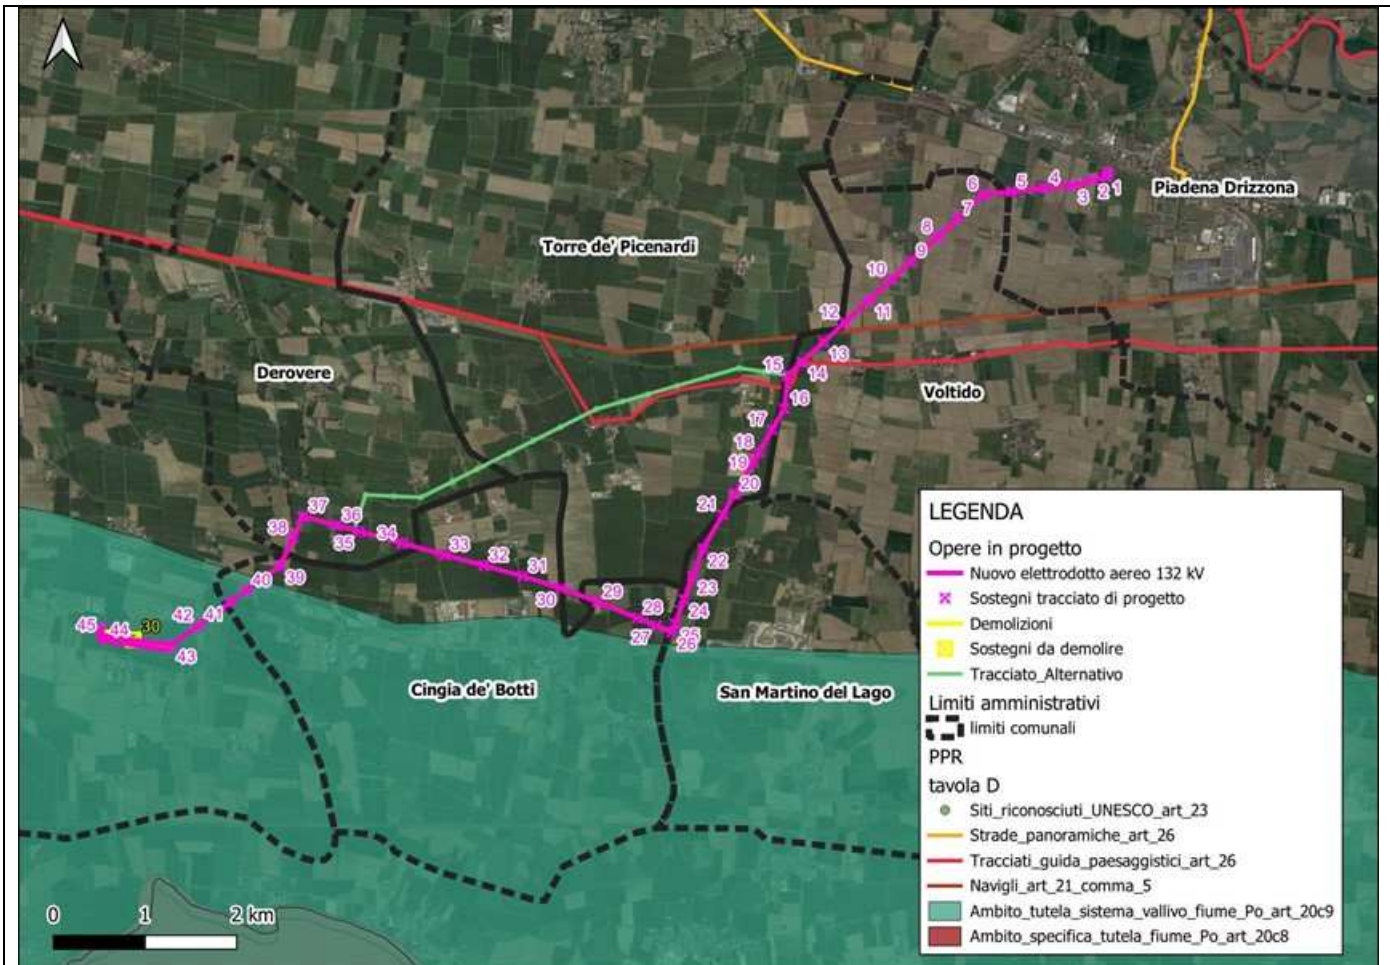 Piadena Drizzona
Torre de' Picenardi
Derovere
Voltido
Cingia de' Botti
San Martino del Lago
1
2
3
4
5
6
7
8
9
10
11
12
13
14
15
16
17
18
19
20
21
22
23
24
25
26
27
28
29
30
31
32
33
34
35
36
37
38
39
40
41
42
43
44
45
30
LEGENDA
Opere in progetto
Nuovo elettrodotto aereo 132 kV
Sostegni tracciato di progetto
Demolizioni
Sostegni da demolire
Tracciato_Alternativo
Limiti amministrativi
limiti comunali
PPR
tavola D
Siti_riconosciuti_UNESCO_art_23
Strade_panoramiche_art_26
Tracciati_guida_paesaggistici_art_26
Navigli_art_21_comma_5
Ambito_tutela_sistema_vallivo_fiume_Po_art_20c9
Ambito_specifica_tutela_fiume_Po_art_20c8
0 1 2 km